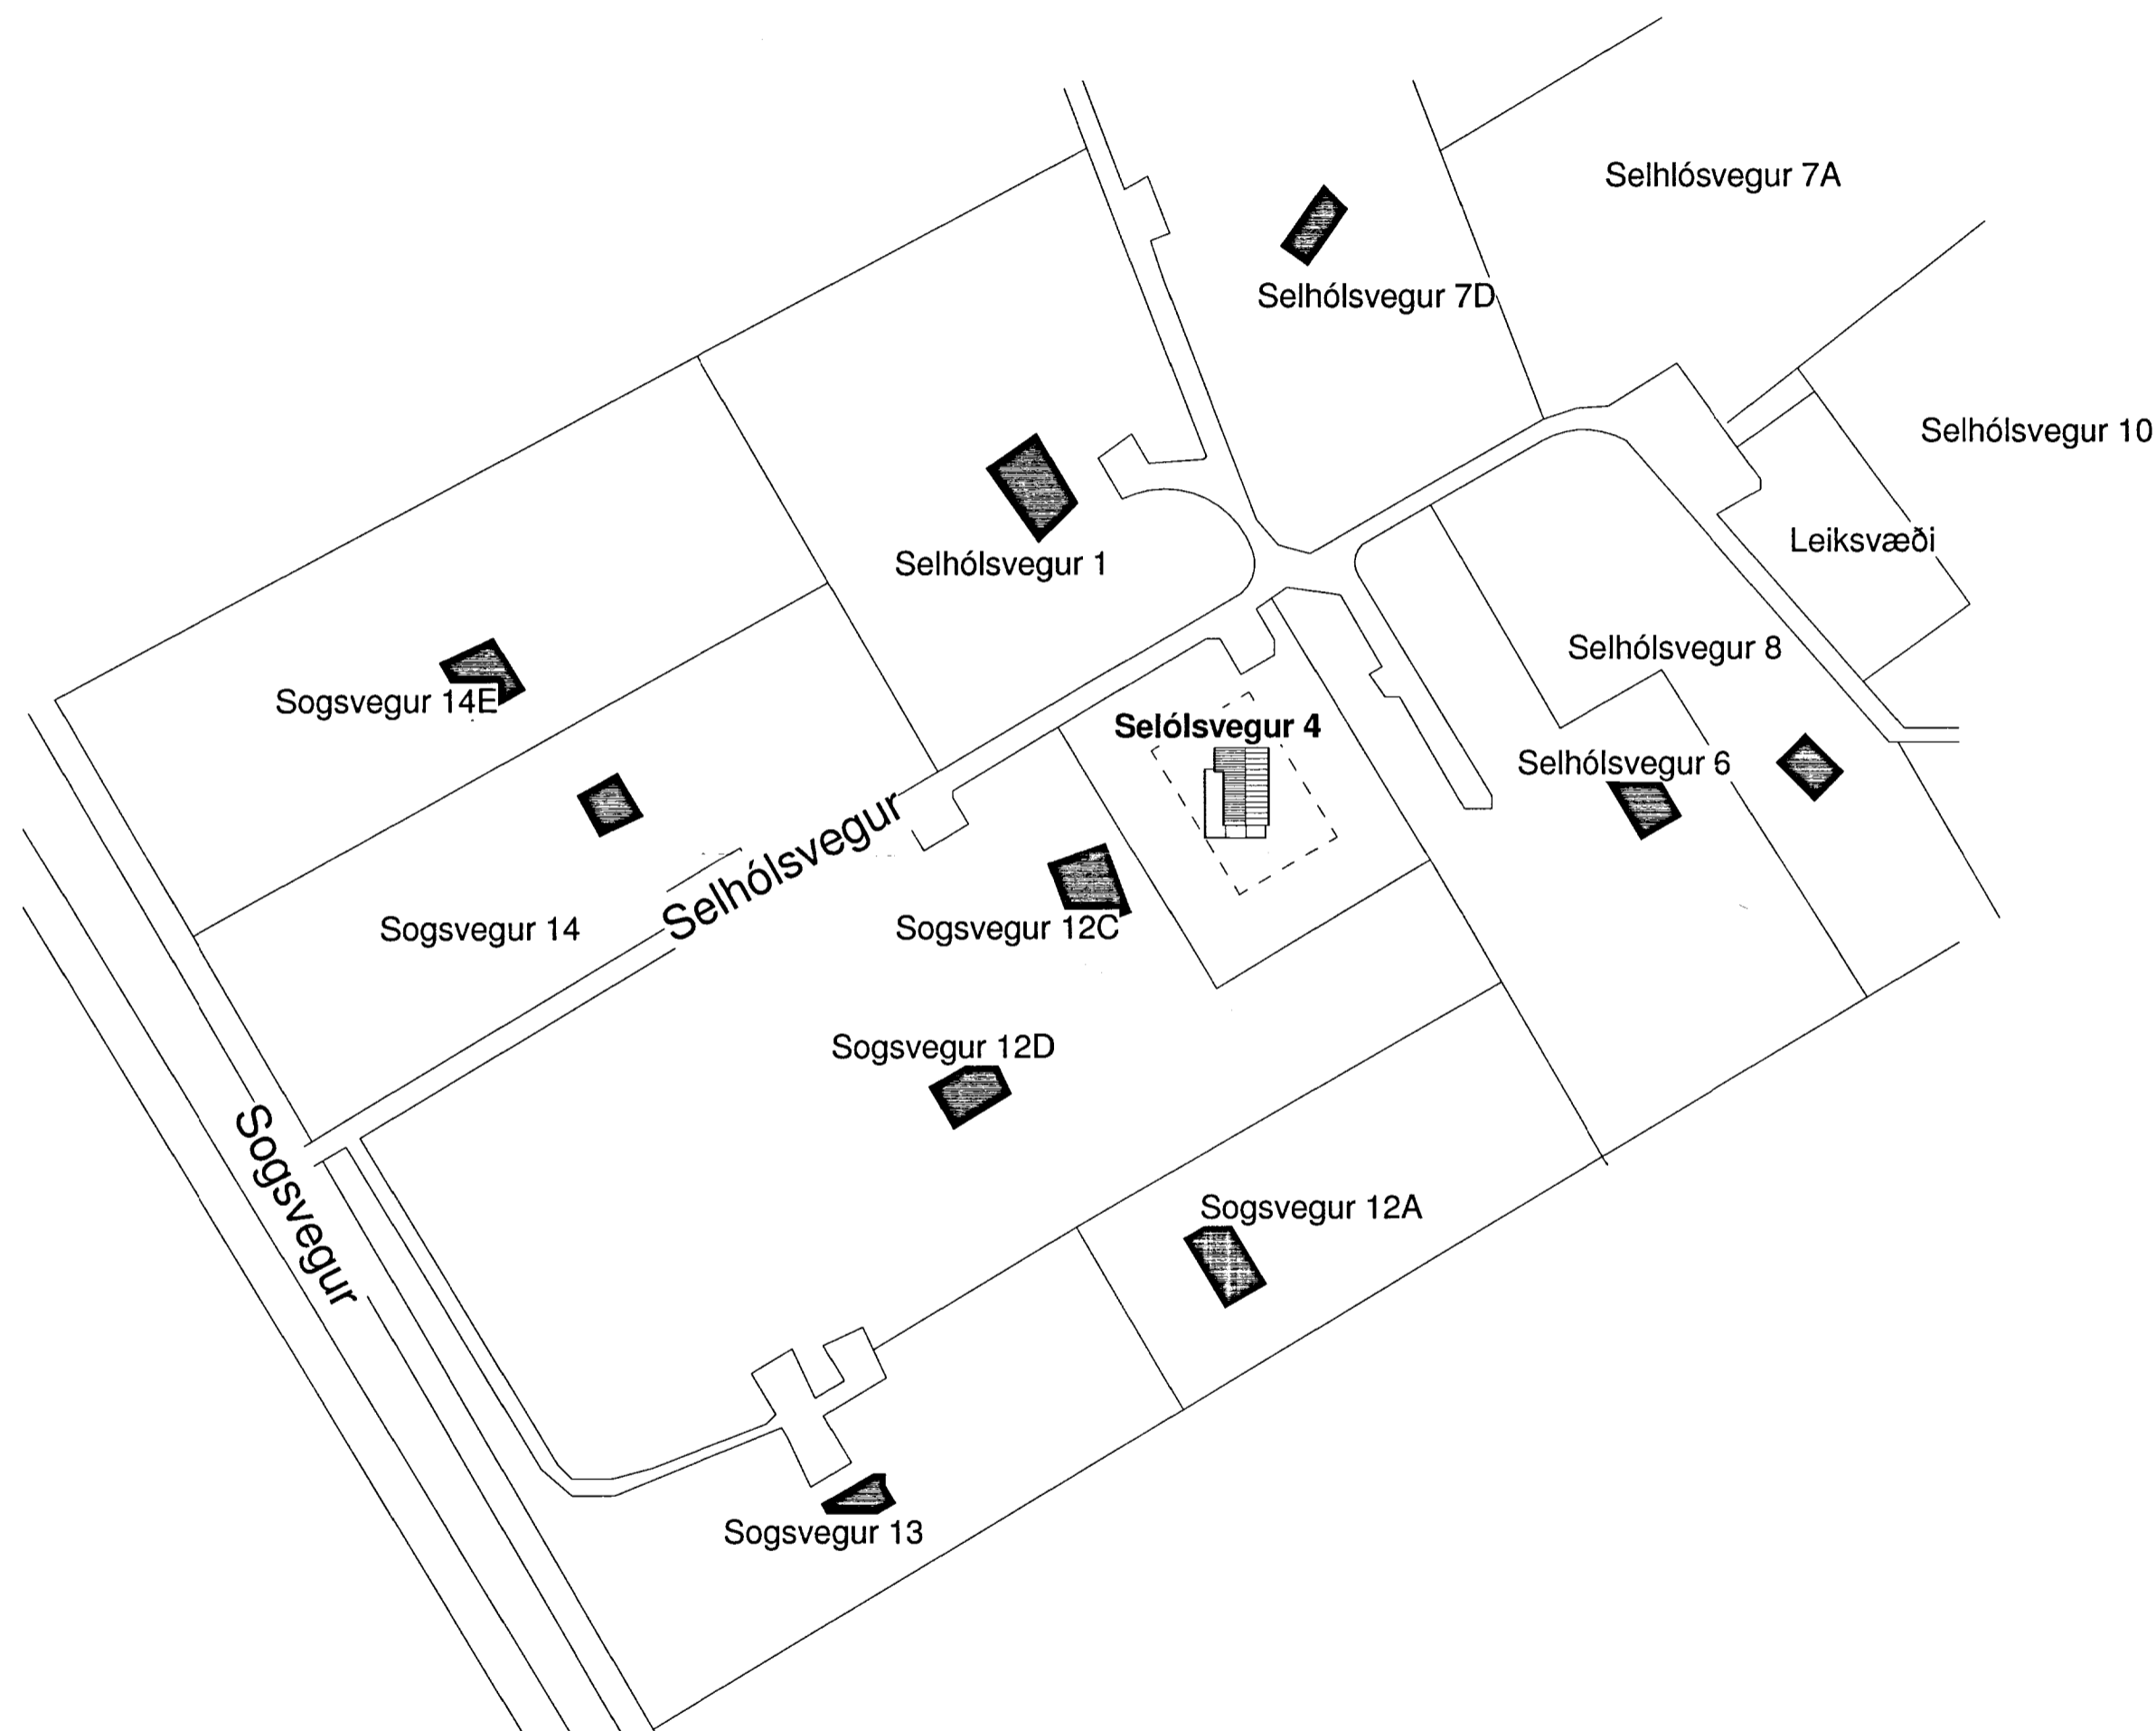 Selhlósvegur 7A
Selhólsvegur 7D
Selhólsvegur 10
Leiksvæði
Selhólsvegur 1
Selhólsvegur 8
Sogsvegur 14E
Selólsvegur 4
Selhólsvegur 6
Selhólsvegur
Sogsvegur 14
Sogsvegur 12C
Sogsvegur 12D
Sogsvegur
Sogsvegur 12A
Sogsvegur 13